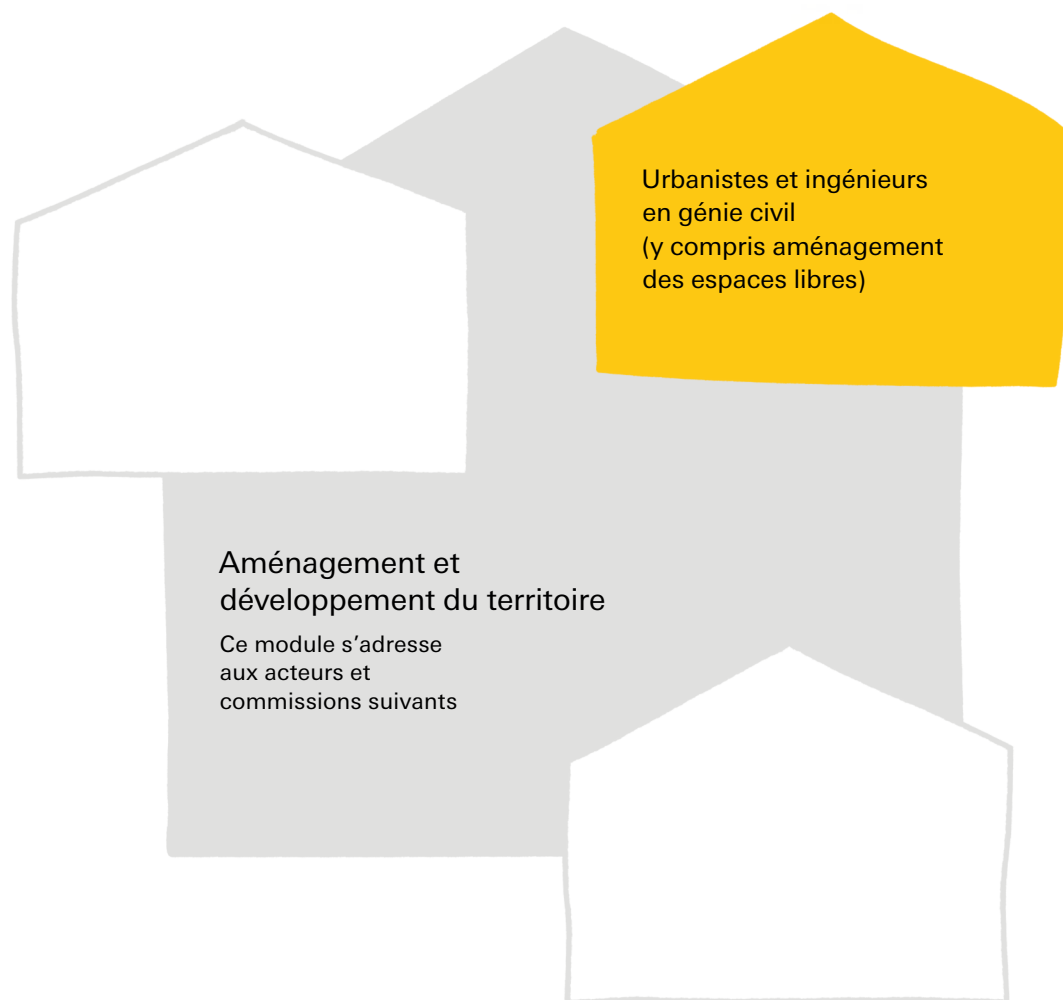 Urbanistes et ingénieurs
en génie civil
(y compris aménagement
des espaces libres)
Aménagement et
développement du territoire
Ce module s’adresse
aux acteurs et
commissions suivants